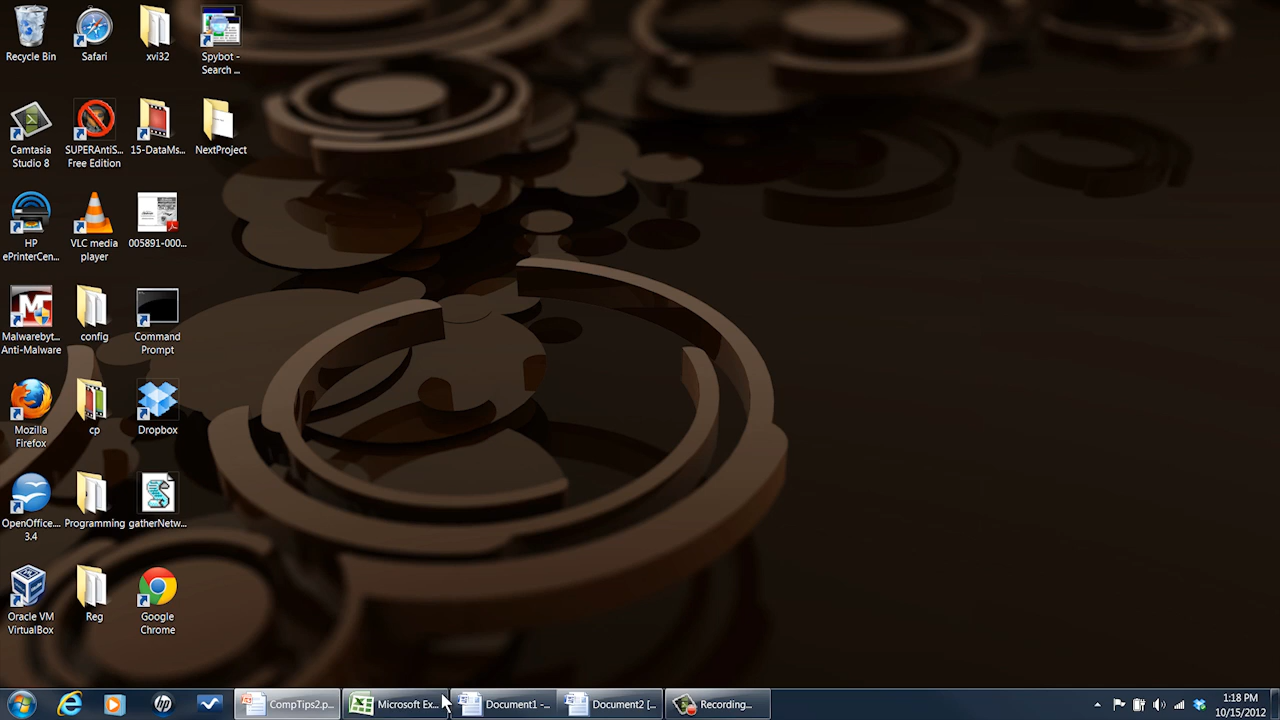 Recycle Bin
Safari
xvi32
Spybot -
Search ...
Camtasia
Studio 8
SUPERAntiS...
Free Edition
15-DataMs...
NextProject
HP
ePrinterCen...
VLC media
player
005891-000...
Malwarebyt...
Anti-Malware
config
Command
Prompt
Mozilla
Firefox
cp
Dropbox
OpenOffice....
3.4
Programming
gatherNetw...
Oracle VM
VirtualBox
Reg
Google
Chrome
CompTips2.p...
Microsoft Ex...
Document1 -...
Document3 [...
Recording...
1:18 PM
10/15/2012